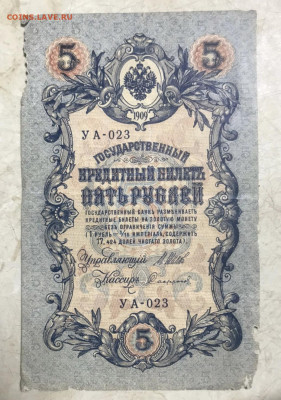 COINS.LAVE.RU
5 5
1909
УА-023
ГОСУДАРСТВЕННЫЙ
КРЕДИТНЫЙ БИЛЕТЪ
ПЯТЬ РУБЛЕЙ
ГОСУДАРСТВЕННЫЙ БАНКЪ РАЗМѢНИВАЕТЪ
КРЕДИТНЫЕ БИЛЕТЫ НА ЗОЛОТУЮ МОНЕТУ
БЕЗЪ ОГРАНИЧЕНІЯ СУММЫ
(1 РУБЛЬ = 1/15 ИМПЕРІАЛА, СОДЕРЖИТЪ
17,424 ДОЛЕЙ ЧИСТАГО ЗОЛОТА)
Управляющій
Кассиръ
УА-023
5